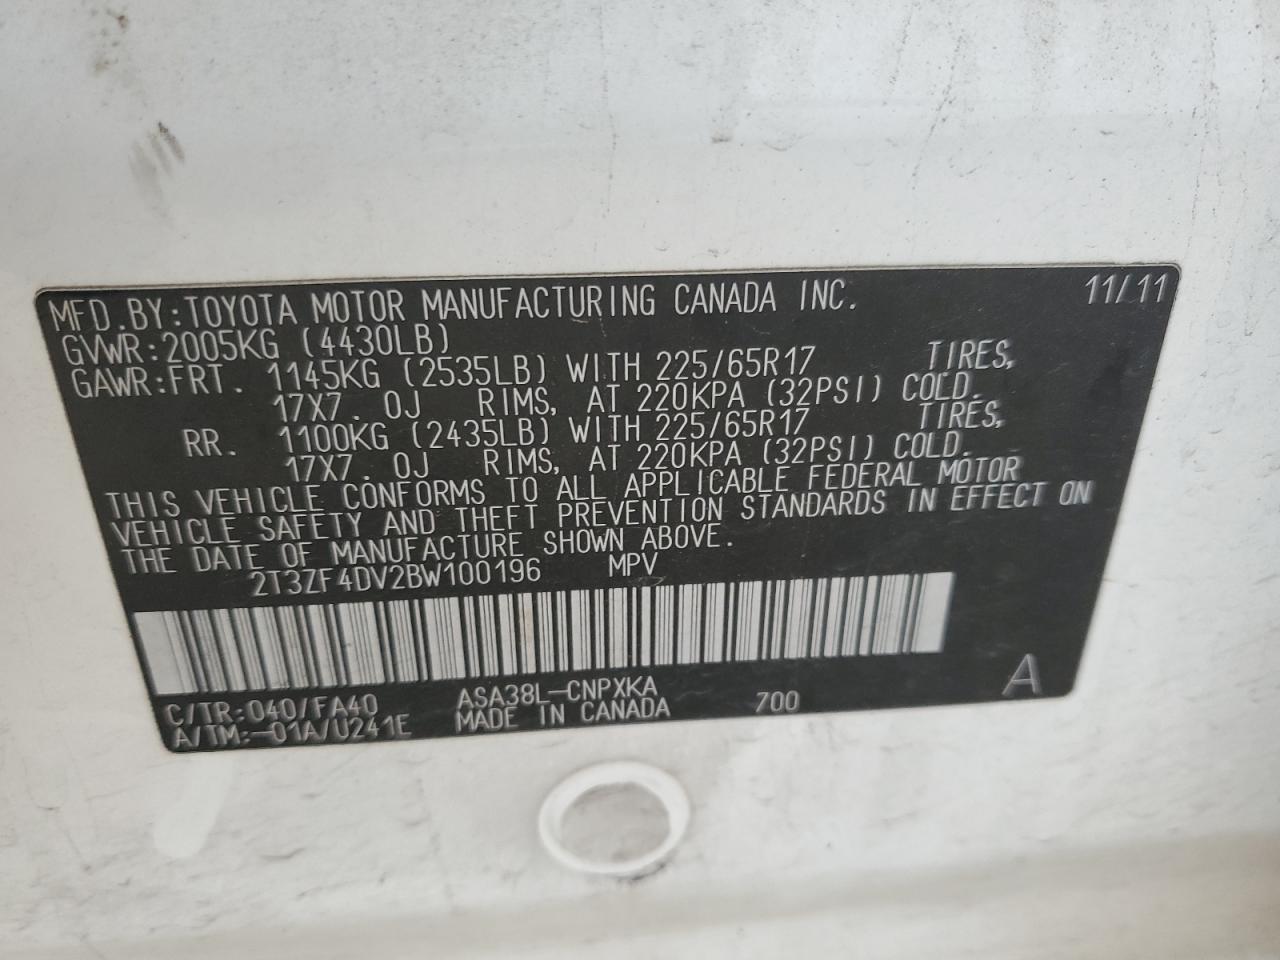 MFD.BY:TOYOTA MOTOR MANUFACTURING CANADA INC. 11/11
GVWR:2005KG (4430LB)
GAWR:FRT. 1145KG (2535LB) WITH 225/65R17 TIRES,
17X7.0J RIMS, AT 220KPA (32PSI) COLD.
RR. 1100KG (2435LB) WITH 225/65R17 TIRES,
17X7.0J RIMS, AT 220KPA (32PSI) COLD.
THIS VEHICLE CONFORMS TO ALL APPLICABLE FEDERAL MOTOR
VEHICLE SAFETY AND THEFT PREVENTION STANDARDS IN EFFECT ON
THE DATE OF MANUFACTURE SHOWN ABOVE.
2T3ZF4DV2BW100196 MPV
C/TR:040/FA40 ASA38L-CNPXKA
A/TM:-01A/U241E MADE IN CANADA 700 A